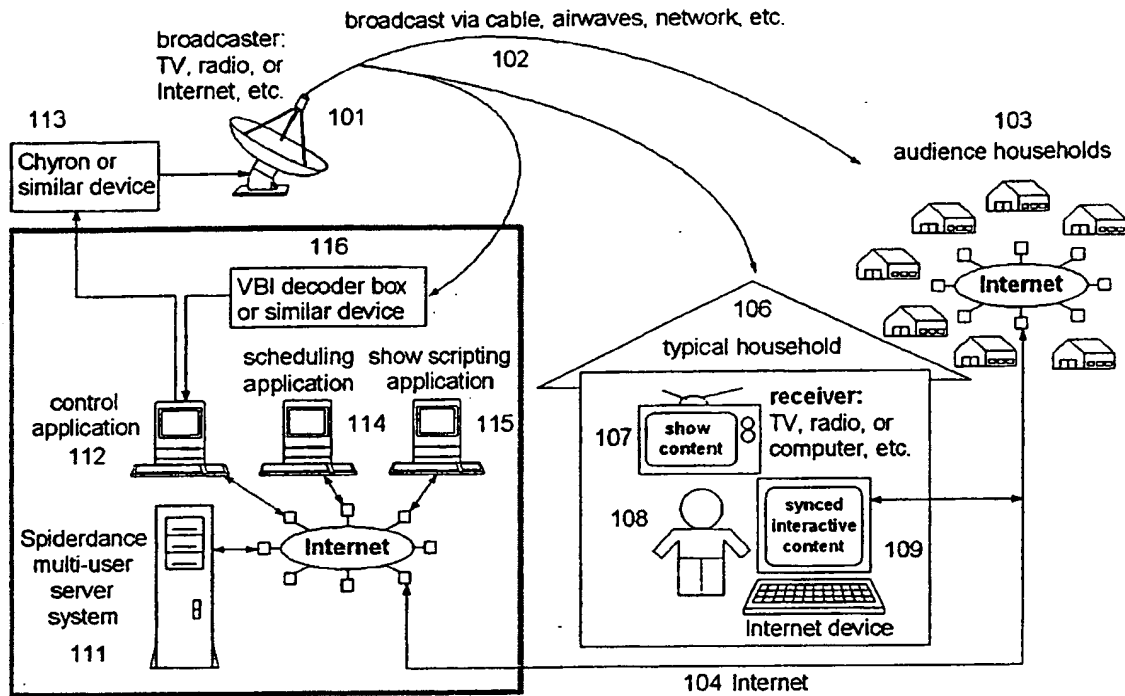 broadcast via cable, airwaves, network, etc.
102
broadcaster:
TV, radio, or
Internet, etc.
101
113
Chyron or
similar device
103
audience households
Internet
116
VBI decoder box
or similar device
scheduling
application
114
show scripting
application
115
control
application
112
Spiderdance
multi-user
server
system
111
Internet
106
typical household
107
show
content
receiver:
TV, radio, or
computer, etc.
108
synced
interactive
content
109
Internet device
104 Internet